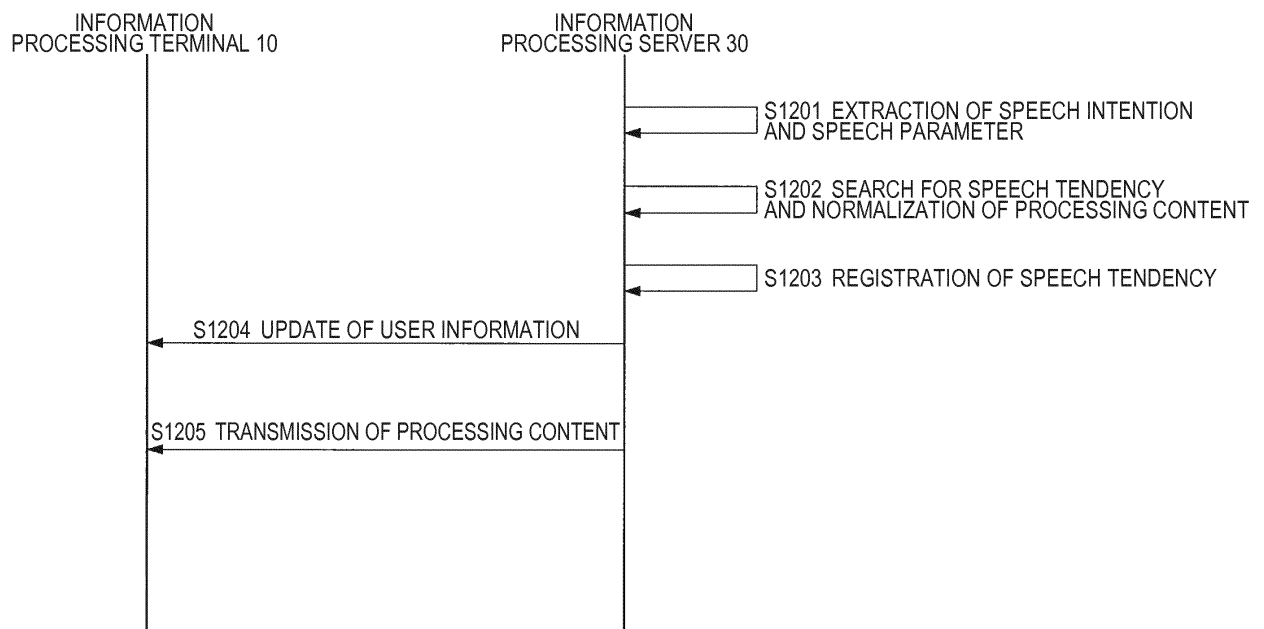 INFORMATION
PROCESSING TERMINAL 10
INFORMATION
PROCESSING SERVER 30
S1201 EXTRACTION OF SPEECH INTENTION
AND SPEECH PARAMETER
S1202 SEARCH FOR SPEECH TENDENCY
AND NORMALIZATION OF PROCESSING CONTENT
S1203 REGISTRATION OF SPEECH TENDENCY
S1204 UPDATE OF USER INFORMATION
S1205 TRANSMISSION OF PROCESSING CONTENT